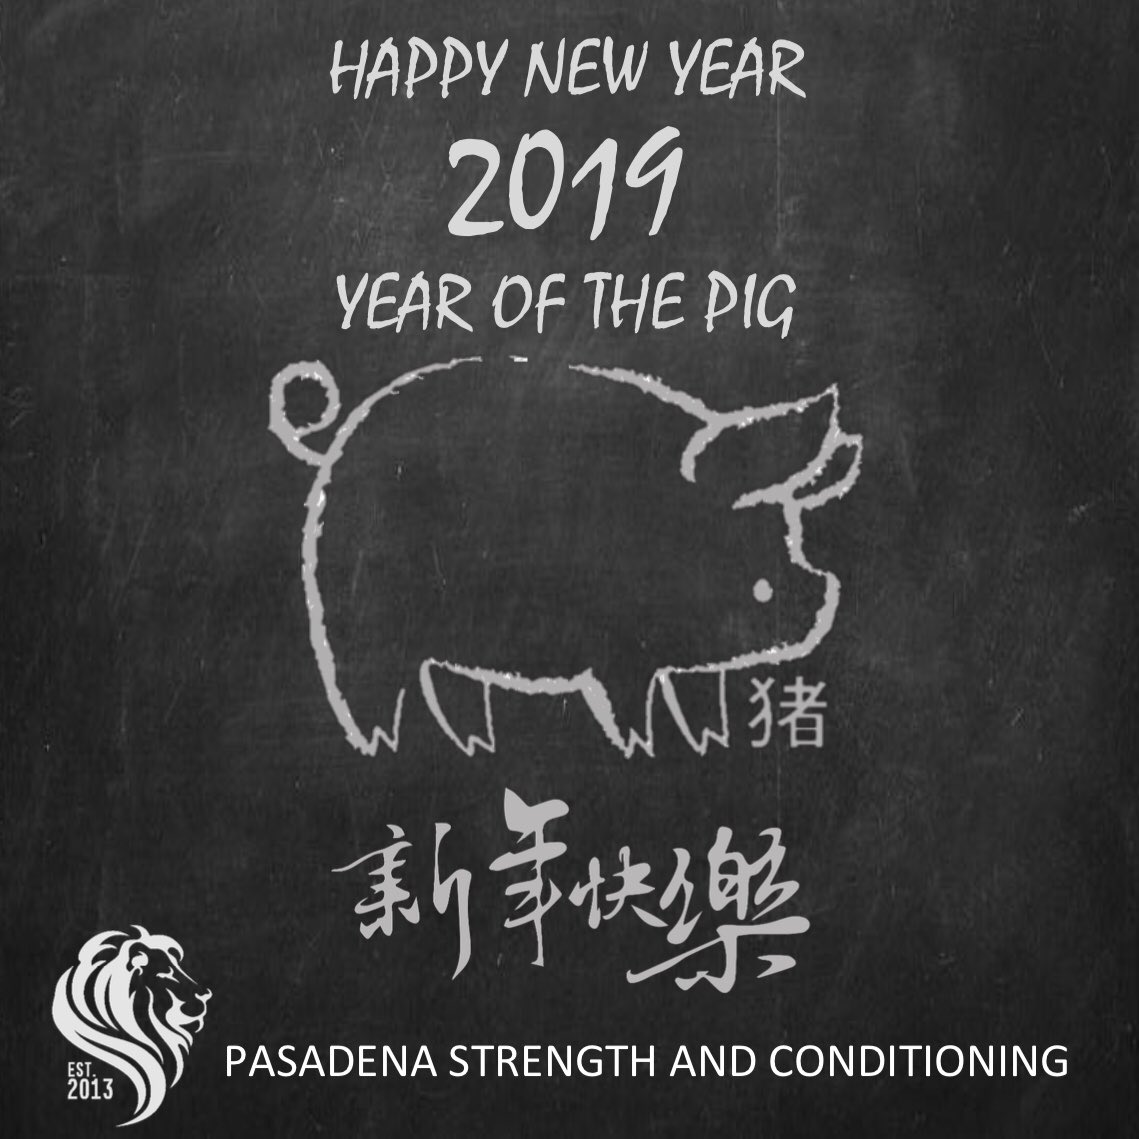 HAPPY NEW YEAR
2019
YEAR OF THE PIG
猪
新年快樂
EST.
2013
PASADENA STRENGTH AND CONDITIONING